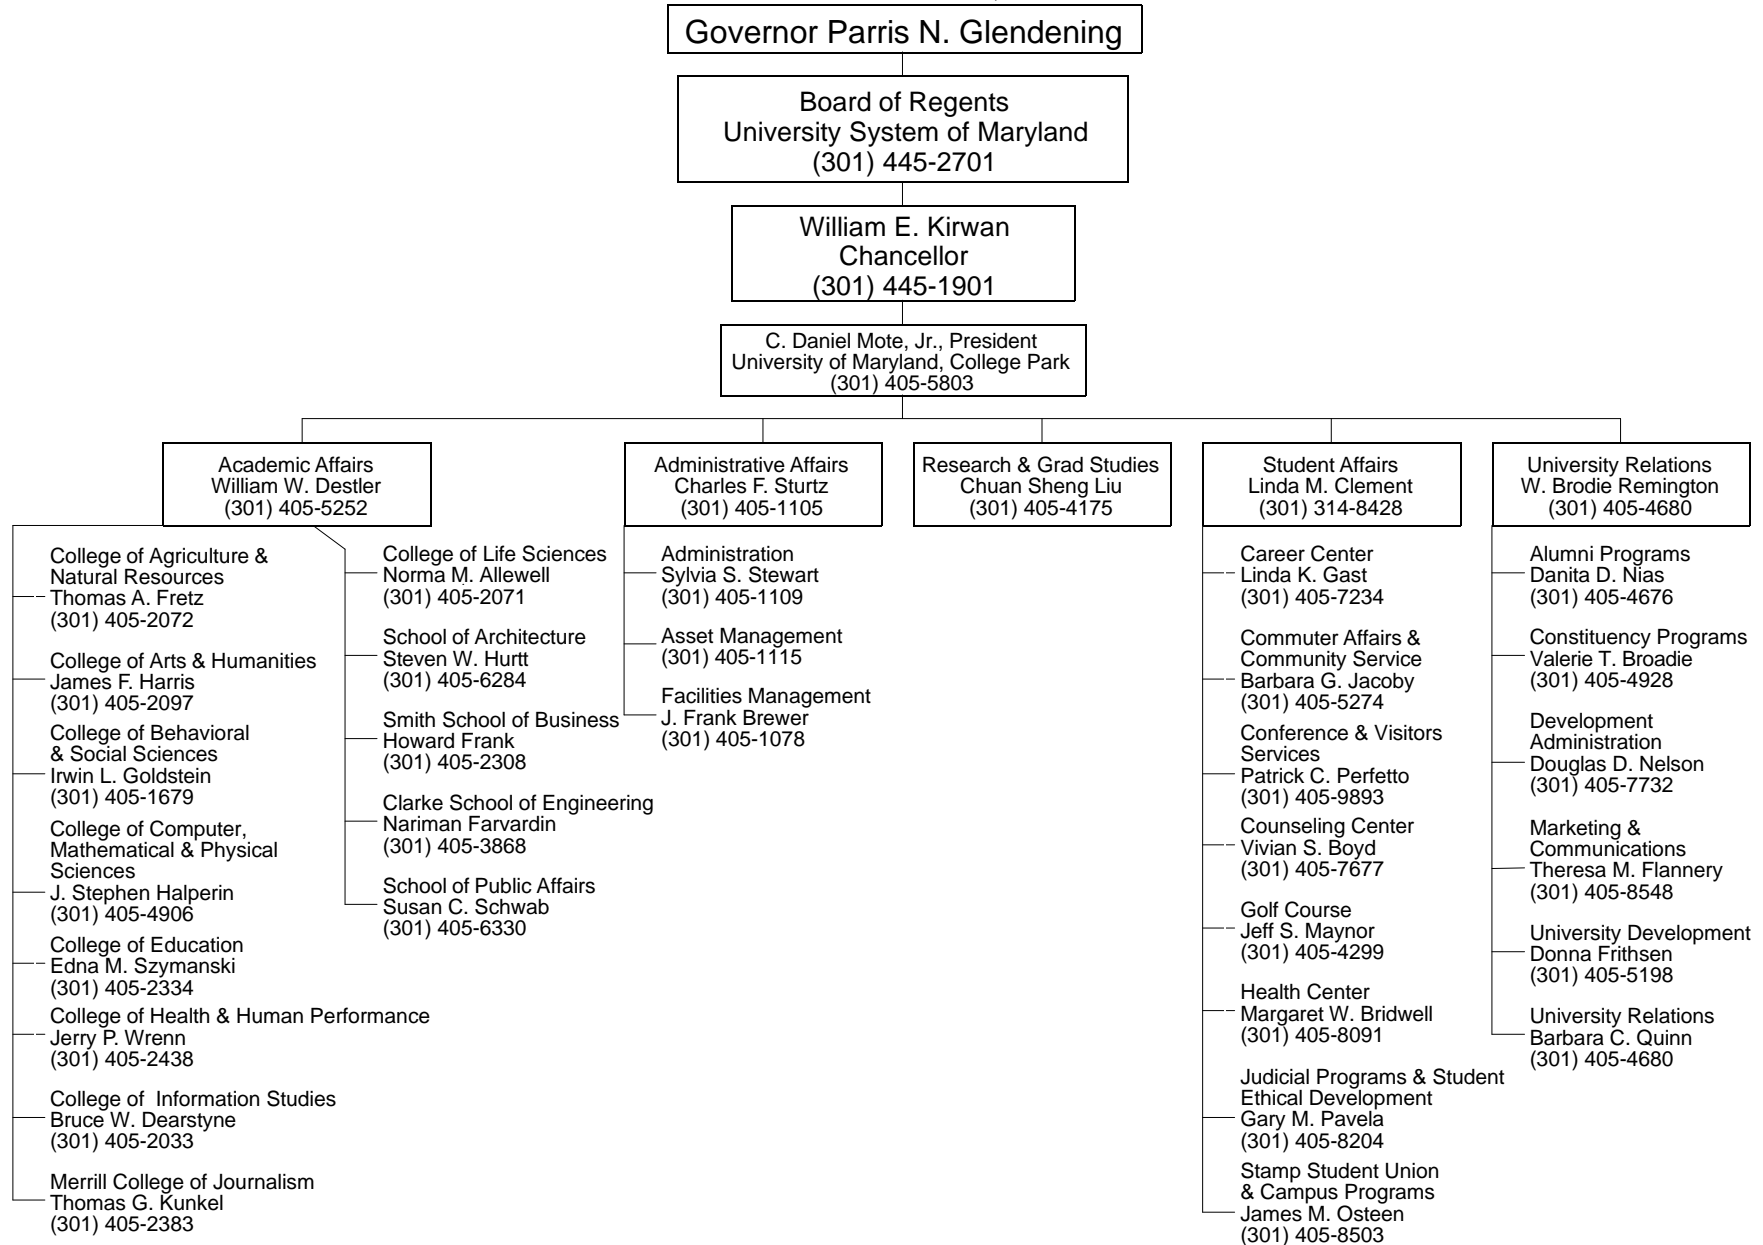 Governor Parris N. Glendening
Board of Regents
University System of Maryland
(301) 445-2701
William E. Kirwan
Chancellor
(301) 445-1901
C. Daniel Mote, Jr., President
University of Maryland, College Park
(301) 405-5803
Academic Affairs
William W. Destler
(301) 405-5252
College of Agriculture &
Natural Resources
Thomas A. Fretz
(301) 405-2072
College of Arts & Humanities
James F. Harris
(301) 405-2097
College of Behavioral
& Social Sciences
Irwin L. Goldstein
(301) 405-1679
College of Computer,
Mathematical & Physical
Sciences
J. Stephen Halperin
(301) 405-4906
College of Education
Edna M. Szymanski
(301) 405-2334
College of Health & Human Performance
Jerry P. Wrenn
(301) 405-2438
College of  Information Studies
Bruce W. Dearstyne
(301) 405-2033
Merrill College of Journalism
Thomas G. Kunkel
(301) 405-2383
College of Life Sciences
Norma M. Allewell
(301) 405-2071
School of Architecture
Steven W. Hurtt
(301) 405-6284
Smith School of Business
Howard Frank
(301) 405-2308
Clarke School of Engineering
Nariman Farvardin
(301) 405-3868
School of Public Affairs
Susan C. Schwab
(301) 405-6330
Administrative Affairs
Charles F. Sturtz
(301) 405-1105
Administration
Sylvia S. Stewart
(301) 405-1109
Asset Management
(301) 405-1115
Facilities Management
J. Frank Brewer
(301) 405-1078
Research & Grad Studies
Chuan Sheng Liu
(301) 405-4175
Student Affairs
Linda M. Clement
(301) 314-8428
Career Center
Linda K. Gast
(301) 405-7234
Commuter Affairs &
Community Service
Barbara G. Jacoby
(301) 405-5274
Conference & Visitors
Services
Patrick C. Perfetto
(301) 405-9893
Counseling Center
Vivian S. Boyd
(301) 405-7677
Golf Course
Jeff S. Maynor
(301) 405-4299
Health Center
Margaret W. Bridwell
(301) 405-8091
Judicial Programs & Student
Ethical Development
Gary M. Pavela
(301) 405-8204
Stamp Student Union
& Campus Programs
James M. Osteen
(301) 405-8503
University Relations
W. Brodie Remington
(301) 405-4680
Alumni Programs
Danita D. Nias
(301) 405-4676
Constituency Programs
Valerie T. Broadie
(301) 405-4928
Development
Administration
Douglas D. Nelson
(301) 405-7732
Marketing &
Communications
Theresa M. Flannery
(301) 405-8548
University Development
Donna Frithsen
(301) 405-5198
University Relations
Barbara C. Quinn
(301) 405-4680